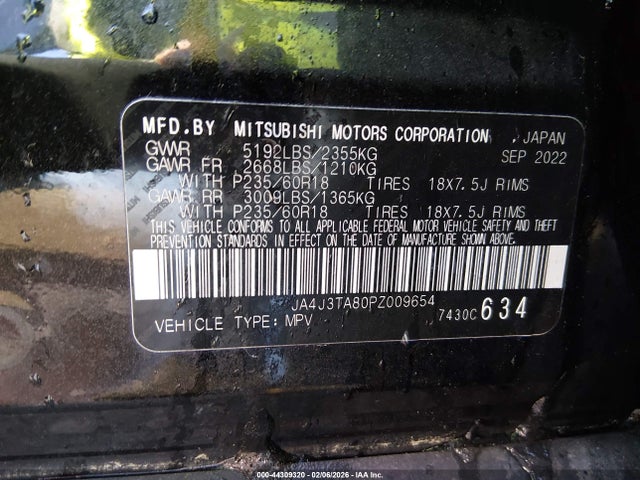 MFD.BY MITSUBISHI MOTORS CORPORATION , JAPAN
GVWR 5192LBS/2355KG SEP 2022
GAWR FR 2668LBS/1210KG
WITH P235/60R18 TIRES 18X7.5J RIMS
GAWR RR 3009LBS/1365KG
WITH P235/60R18 TIRES 18X7.5J RIMS
THIS VEHICLE CONFORMS TO ALL APPLICABLE FEDERAL MOTOR VEHICLE SAFETY AND THEFT
PREVENTION STANDARDS IN EFFECT ON THE DATE OF MANUFACTURE SHOWN ABOVE.
JA4J3TA80PZ009654
VEHICLE TYPE: MPV 7430C 634
000-44309320 - 02/06/2026 - IAA Inc.